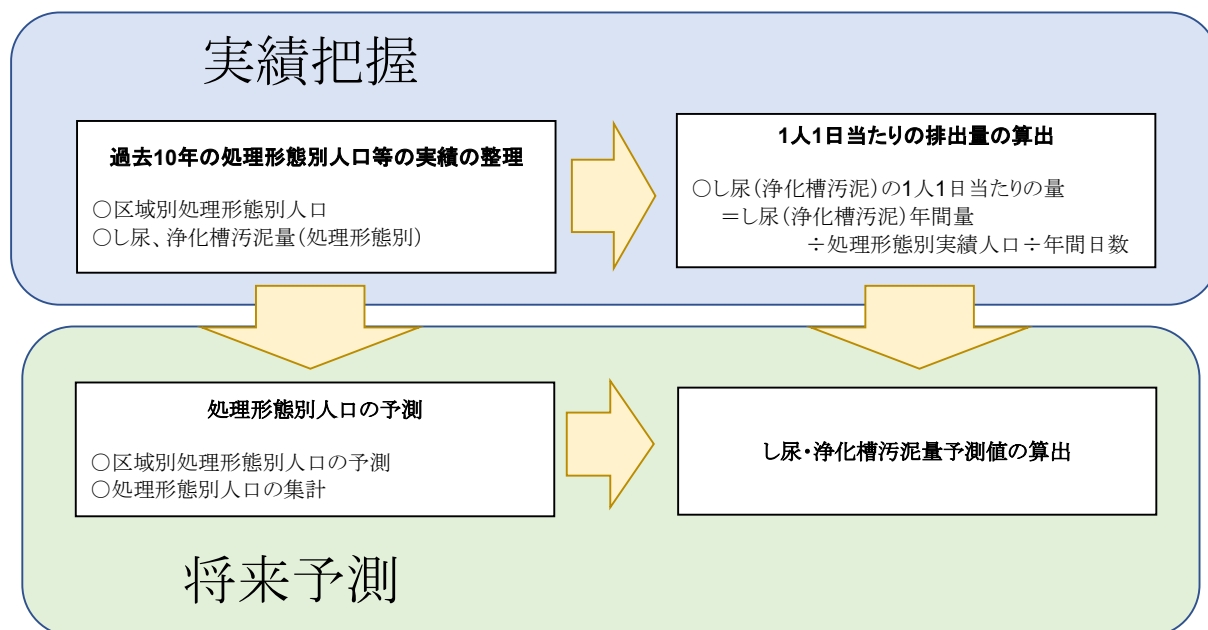 実績把握
過去10年の処理形態別人口等の実績の整理
○区域別処理形態別人口
○し尿、浄化槽汚泥量(処理形態別)
1人1日当たりの排出量の算出
○し尿(浄化槽汚泥)の1人1日当たりの量
＝し尿(浄化槽汚泥)年間量
÷処理形態別実績人口÷年間日数
処理形態別人口の予測
○区域別処理形態別人口の予測
○処理形態別人口の集計
し尿・浄化槽汚泥量予測値の算出
将来予測